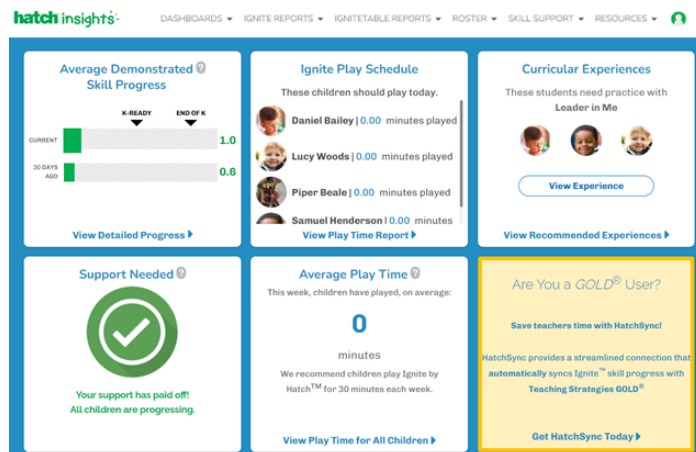 hatch insights
DASHBOARDS IGNITE REPORTS IGNITETABLE REPORTS ROSTER SKILL SUPPORT RESOURCES
Average Demonstrated ?
Skill Progress
K-READY END OF K
CURRENT 1.0
30 DAYS
AGO 0.6
View Detailed Progress
Ignite Play Schedule
These children should play today.
Daniel Bailey | 0.00 minutes played
Lucy Woods | 0.00 minutes played
Piper Beale | 0.00 minutes played
Samuel Henderson | 0.00 minutes
View Play Time Report
Curricular Experiences
These students need practice with
Leader in Me
View Experience
View Recommended Experiences
Support Needed ?
Your support has paid off!
All children are progressing.
Average Play Time ?
This week, children have played, on average:
0
minutes
We recommend children play Ignite by
Hatch™ for 30 minutes each week.
View Play Time for All Children
Are You a GOLD® User?
Save teachers time with HatchSync!
HatchSync provides a streamlined connection that
automatically syncs Ignite™ skill progress with
Teaching Strategies GOLD®
Get HatchSync Today